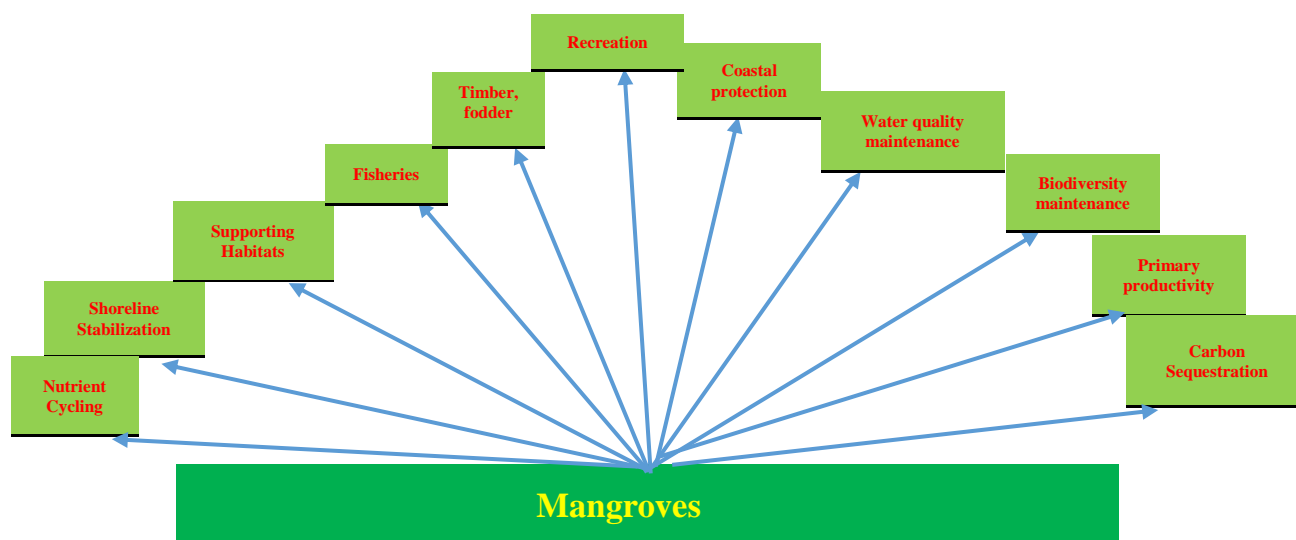 Recreation
Coastal
protection
Timber,
fodder
Water quality
maintenance
Fisheries
Biodiversity
maintenance
Supporting
Habitats
Primary
productivity
Shoreline
Stabilization
Carbon
Sequestration
Nutrient
Cycling
Mangroves